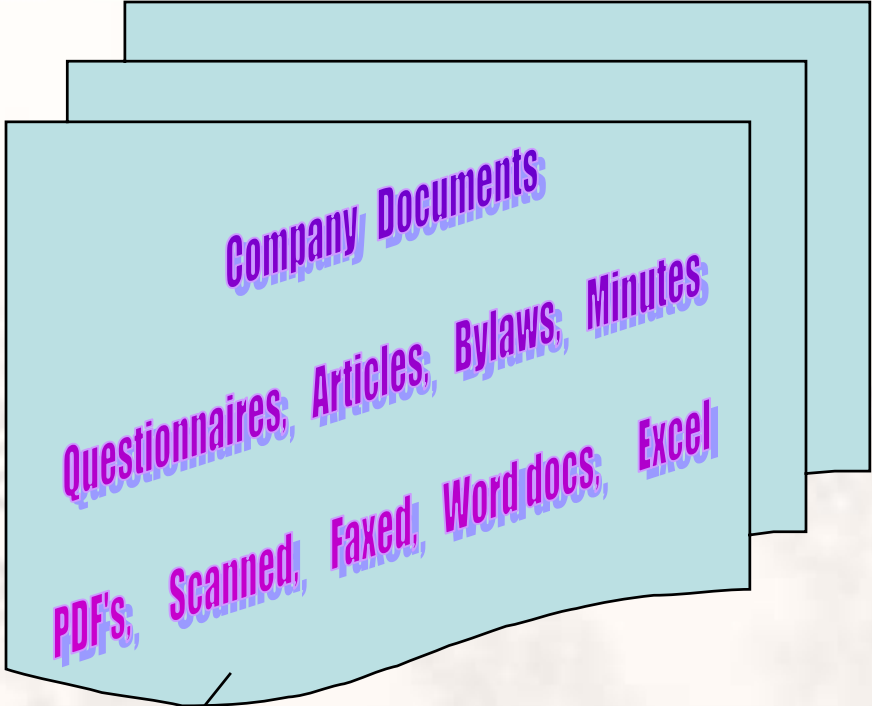 Company Documents
Questionnaires, Articles, Bylaws, Minutes
PDF's, Scanned, Faxed, Word docs, Excel